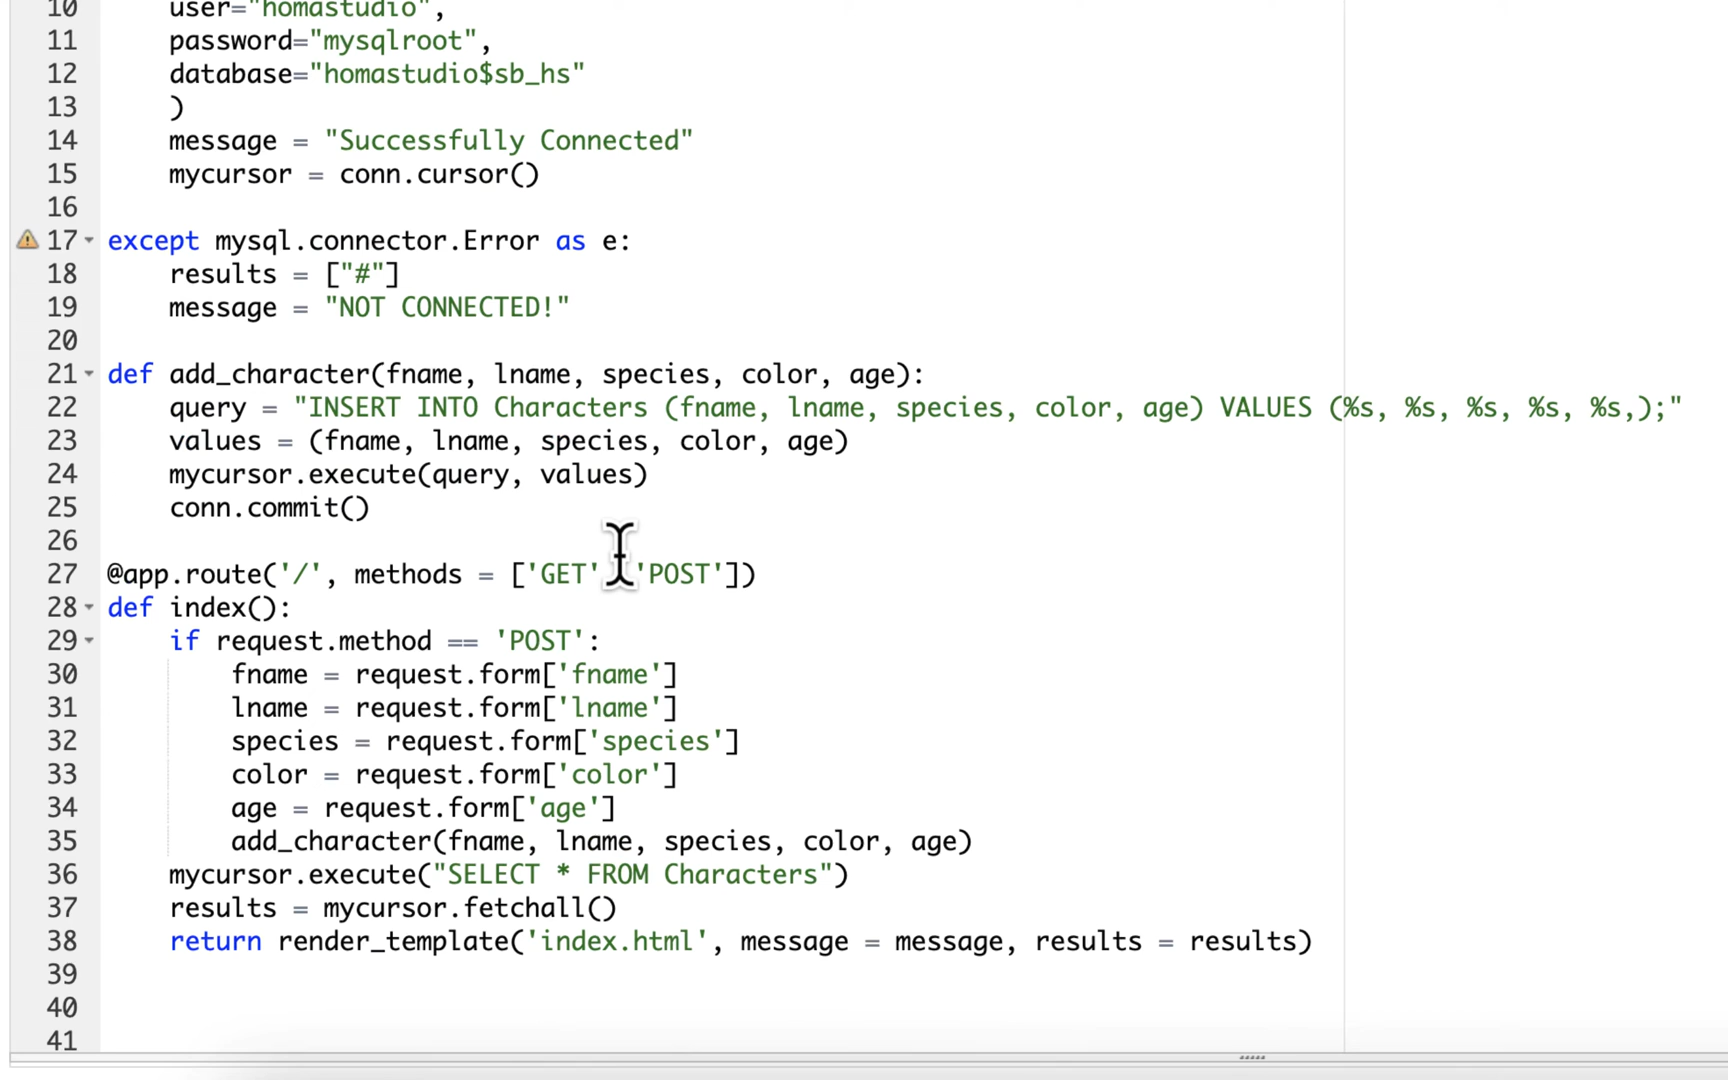 10 user="homastudio",
11 password="mysqlroot",
12 database="homastudio$sb_hs"
13 )
14 message = "Successfully Connected"
15 mycursor = conn.cursor()
16
17 except mysql.connector.Error as e:
18 results = ["#"]
19 message = "NOT CONNECTED!"
20
21 def add_character(fname, lname, species, color, age):
22 query = "INSERT INTO Characters (fname, lname, species, color, age) VALUES (%s, %s, %s, %s, %s,);"
23 values = (fname, lname, species, color, age)
24 mycursor.execute(query, values)
25 conn.commit()
26
27 @app.route('/', methods = ['GET' 'POST'])
28 def index():
29 if request.method == 'POST':
30 fname = request.form['fname']
31 lname = request.form['lname']
32 species = request.form['species']
33 color = request.form['color']
34 age = request.form['age']
35 add_character(fname, lname, species, color, age)
36 mycursor.execute("SELECT * FROM Characters")
37 results = mycursor.fetchall()
38 return render_template('index.html', message = message, results = results)
39
40
41